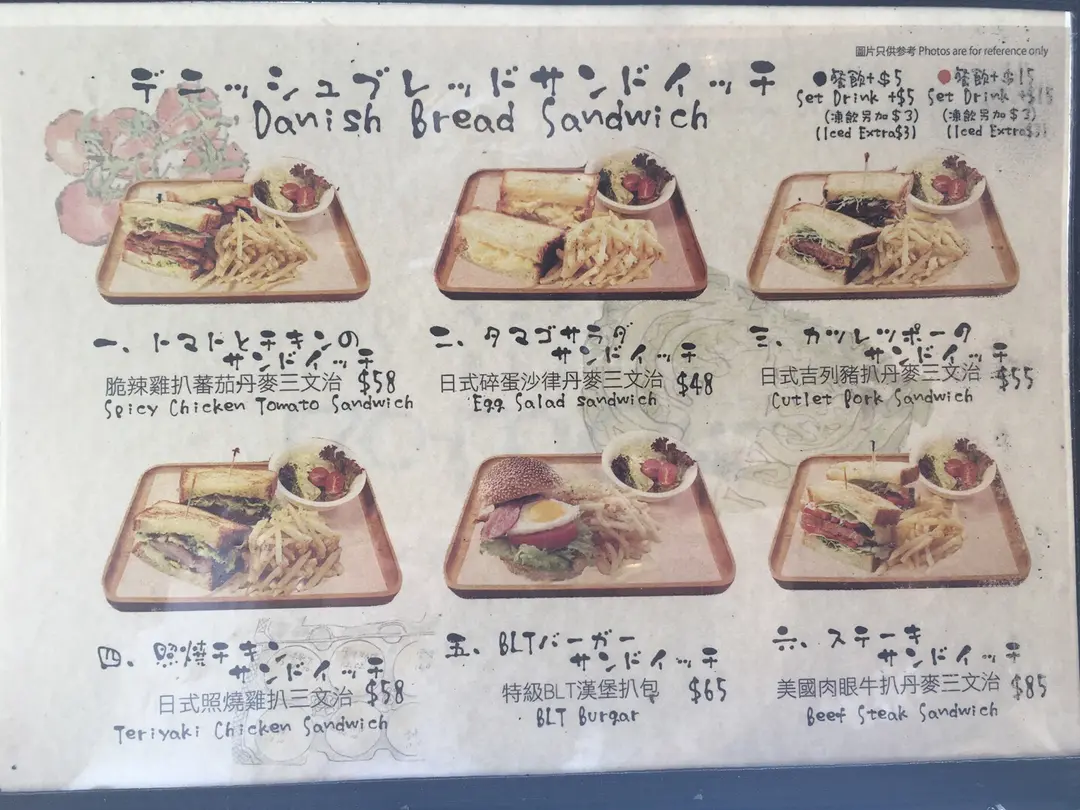 圖片只供參考 Photos are for reference only
デニッシュブレッドサンドイッチ
Danish Bread Sandwich
●餐飲+$5
Set Drink +$5
(凍飲另加$3)
(Iced Extra$3)
●餐飲+$15
Set Drink +$15
(凍飲另加$3)
(Iced Extra$3)
一、トマトとチキンの
サンドイッチ
脆辣雞扒蕃茄丹麥三文治 $58
Spicy Chicken Tomato Sandwich
二、タマゴサラダ
サンドイッチ
日式碎蛋沙律丹麥三文治 $48
Egg Salad sandwich
三、カツレツポーク
サンドイッチ
日式吉列豬扒丹麥三文治 $55
Cutlet Pork Sandwich
四、照焼チキン
サンドイッチ
日式照燒雞扒三文治 $58
Teriyaki Chicken Sandwich
五、BLTバーガー
サンドイッチ
特級BLT漢堡扒包 $65
BLT Burgar
六、ステーキ
サンドイッチ
美國肉眼牛扒丹麥三文治 $85
Beef Steak Sandwich